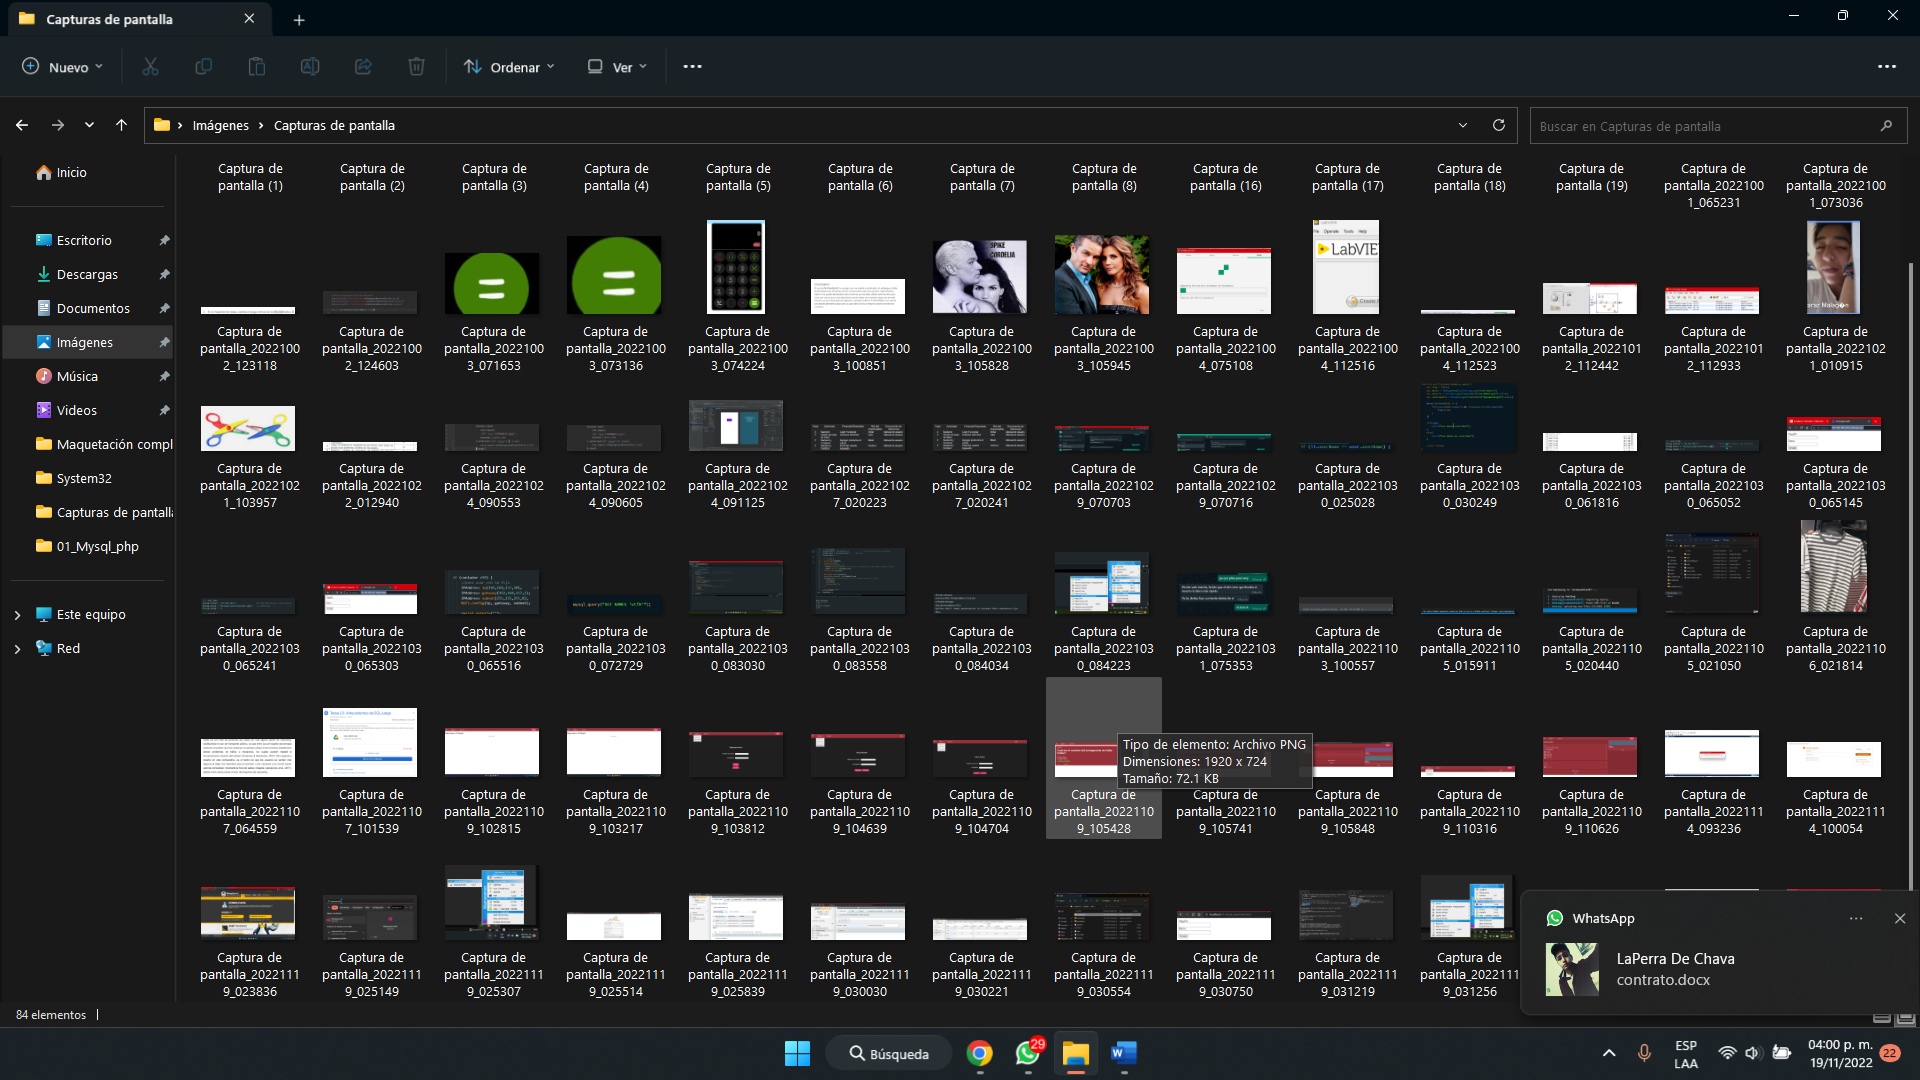 Capturas de pantalla
Nuevo
Ordenar
Ver
Imágenes
Capturas de pantalla
Buscar en Capturas de pantalla
Inicio
Escritorio
Descargas
Documentos
Imágenes
Música
Videos
Maquetación compl
System32
Capturas de pantalla
01_Mysql_php
Este equipo
Red
Captura de pantalla (1)
Captura de pantalla (2)
Captura de pantalla (3)
Captura de pantalla (4)
Captura de pantalla (5)
Captura de pantalla (6)
Captura de pantalla (7)
Captura de pantalla (8)
Captura de pantalla (16)
Captura de pantalla (17)
Captura de pantalla (18)
Captura de pantalla (19)
Captura de pantalla_20221001_065231
Captura de pantalla_20221001_073036
SPIKE
CORDELIA
LabVIEW
Captura de pantalla_20221002_123118
Captura de pantalla_20221002_124603
Captura de pantalla_20221003_071653
Captura de pantalla_20221003_073136
Captura de pantalla_20221003_074224
Captura de pantalla_20221003_100851
Captura de pantalla_20221003_105828
Captura de pantalla_20221003_105945
Captura de pantalla_20221004_075108
Captura de pantalla_20221004_112516
Captura de pantalla_20221004_112523
Captura de pantalla_20221012_112442
Captura de pantalla_20221012_112933
Captura de pantalla_20221021_010915
Captura de pantalla_20221021_103957
Captura de pantalla_20221022_012940
Captura de pantalla_20221024_090553
Captura de pantalla_20221024_090605
Captura de pantalla_20221024_091125
Captura de pantalla_20221027_020223
Captura de pantalla_20221027_020241
Captura de pantalla_20221029_070703
Captura de pantalla_20221029_070716
Captura de pantalla_20221030_025028
Captura de pantalla_20221030_030249
Captura de pantalla_20221030_061816
Captura de pantalla_20221030_065052
Captura de pantalla_20221030_065145
Captura de pantalla_20221030_065241
Captura de pantalla_20221030_065303
Captura de pantalla_20221030_065516
Captura de pantalla_20221030_072729
Captura de pantalla_20221030_083030
Captura de pantalla_20221030_083558
Captura de pantalla_20221030_084034
Captura de pantalla_20221030_084223
Captura de pantalla_20221031_075353
Captura de pantalla_20221103_100557
Captura de pantalla_20221105_015911
Captura de pantalla_20221105_020440
Captura de pantalla_20221105_021050
Captura de pantalla_20221106_021814
Tipo de elemento: Archivo PNG
Dimensiones: 1920 x 724
Tamaño: 72.1 KB
Captura de pantalla_20221107_064559
Captura de pantalla_20221107_101539
Captura de pantalla_20221109_102815
Captura de pantalla_20221109_103217
Captura de pantalla_20221109_103812
Captura de pantalla_20221109_104639
Captura de pantalla_20221109_104704
Captura de pantalla_20221109_105428
Captura de pantalla_20221109_105741
Captura de pantalla_20221109_105848
Captura de pantalla_20221109_110316
Captura de pantalla_20221109_110626
Captura de pantalla_20221114_093236
Captura de pantalla_20221114_100054
Captura de pantalla_20221119_023836
Captura de pantalla_20221119_025149
Captura de pantalla_20221119_025307
Captura de pantalla_20221119_025514
Captura de pantalla_20221119_025839
Captura de pantalla_20221119_030030
Captura de pantalla_20221119_030221
Captura de pantalla_20221119_030554
Captura de pantalla_20221119_030750
Captura de pantalla_20221119_031219
Captura de pantalla_20221119_031256
WhatsApp
LaPerra De Chava
contrato.docx
84 elementos
Búsqueda
29
ESP
LAA
04:00 p. m.
19/11/2022
22